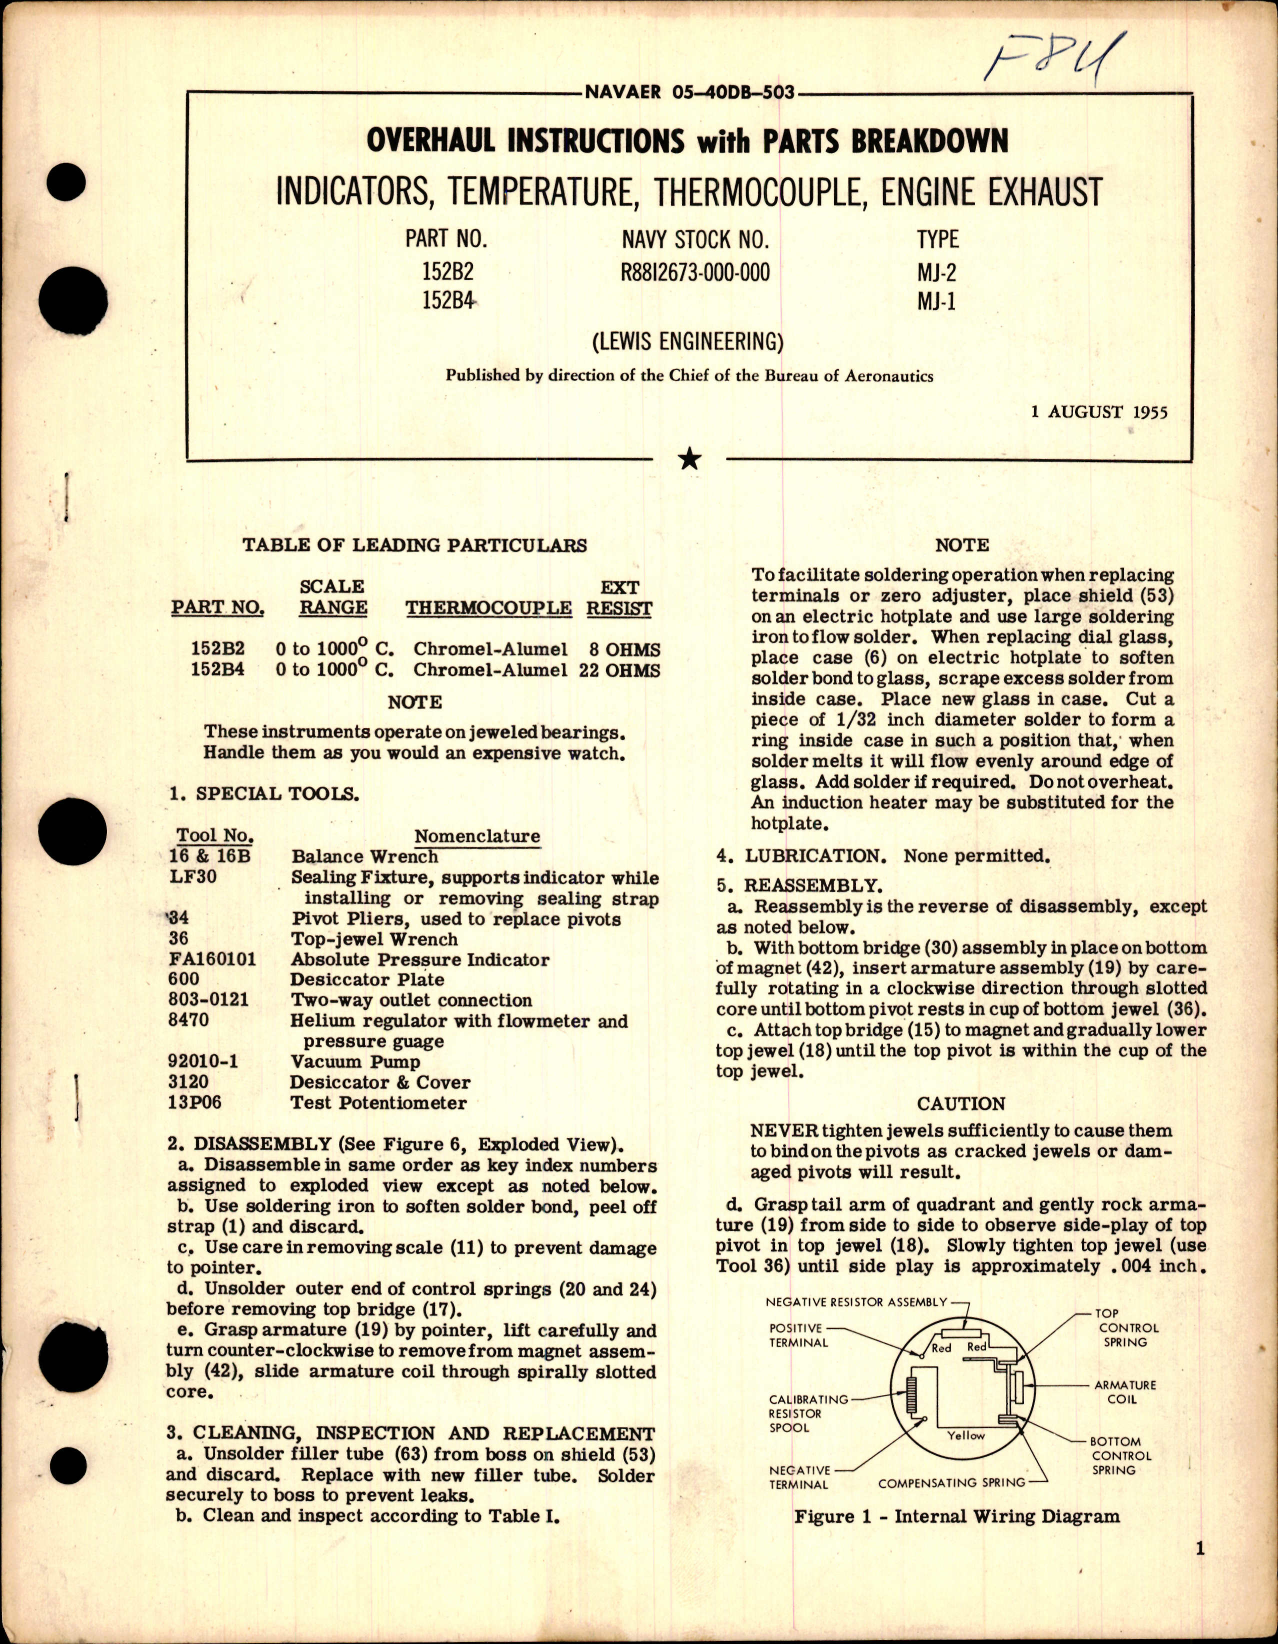 F84
NAVAER 05-40DB-503
OVERHAUL INSTRUCTIONS with PARTS BREAKDOWN
INDICATORS, TEMPERATURE, THERMOCOUPLE, ENGINE EXHAUST
PART NO. NAVY STOCK NO. TYPE
152B2 R88I2673-000-000 MJ-2
152B4 MJ-1
(LEWIS ENGINEERING)
Published by direction of the Chief of the Bureau of Aeronautics
1 AUGUST 1955
TABLE OF LEADING PARTICULARS
SCALE EXT
PART NO. RANGE THERMOCOUPLE RESIST
152B2 0 to 1000° C. Chromel-Alumel 8 OHMS
152B4 0 to 1000° C. Chromel-Alumel 22 OHMS
NOTE
These instruments operate on jeweled bearings.
Handle them as you would an expensive watch.
1. SPECIAL TOOLS.
Tool No. Nomenclature
16 & 16B Balance Wrench
LF30 Sealing Fixture, supports indicator while
installing or removing sealing strap
34 Pivot Pliers, used to replace pivots
36 Top-jewel Wrench
FA160101 Absolute Pressure Indicator
600 Desiccator Plate
803-0121 Two-way outlet connection
8470 Helium regulator with flowmeter and
pressure guage
92010-1 Vacuum Pump
3120 Desiccator & Cover
13P06 Test Potentiometer
2. DISASSEMBLY (See Figure 6, Exploded View).
a. Disassemble in same order as key index numbers
assigned to exploded view except as noted below.
b. Use soldering iron to soften solder bond, peel off
strap (1) and discard.
c. Use care in removing scale (11) to prevent damage
to pointer.
d. Unsolder outer end of control springs (20 and 24)
before removing top bridge (17).
e. Grasp armature (19) by pointer, lift carefully and
turn counter-clockwise to remove from magnet assem-
bly (42), slide armature coil through spirally slotted
core.
3. CLEANING, INSPECTION AND REPLACEMENT
a. Unsolder filler tube (63) from boss on shield (53)
and discard. Replace with new filler tube. Solder
securely to boss to prevent leaks.
b. Clean and inspect according to Table I.
NOTE
To facilitate soldering operation when replacing
terminals or zero adjuster, place shield (53)
on an electric hotplate and use large soldering
iron to flow solder. When replacing dial glass,
place case (6) on electric hotplate to soften
solder bond to glass, scrape excess solder from
inside case. Place new glass in case. Cut a
piece of 1/32 inch diameter solder to form a
ring inside case in such a position that, when
solder melts it will flow evenly around edge of
glass. Add solder if required. Do not overheat.
An induction heater may be substituted for the
hotplate.
4. LUBRICATION. None permitted.
5. REASSEMBLY.
a. Reassembly is the reverse of disassembly, except
as noted below.
b. With bottom bridge (30) assembly in place on bottom
of magnet (42), insert armature assembly (19) by care-
fully rotating in a clockwise direction through slotted
core until bottom pivot rests in cup of bottom jewel (36).
c. Attach top bridge (15) to magnet and gradually lower
top jewel (18) until the top pivot is within the cup of the
top jewel.
CAUTION
NEVER tighten jewels sufficiently to cause them
to bind on the pivots as cracked jewels or dam-
aged pivots will result.
d. Grasp tail arm of quadrant and gently rock arma-
ture (19) from side to side to observe side-play of top
pivot in top jewel (18). Slowly tighten top jewel (use
Tool 36) until side play is approximately .004 inch.
NEGATIVE RESISTOR ASSEMBLY
POSITIVE
TERMINAL
Red Red
TOP
CONTROL
SPRING
CALIBRATING
RESISTOR
SPOOL
ARMATURE
COIL
Yellow
BOTTOM
CONTROL
SPRING
NEGATIVE
TERMINAL
COMPENSATING SPRING
Figure 1 - Internal Wiring Diagram
1